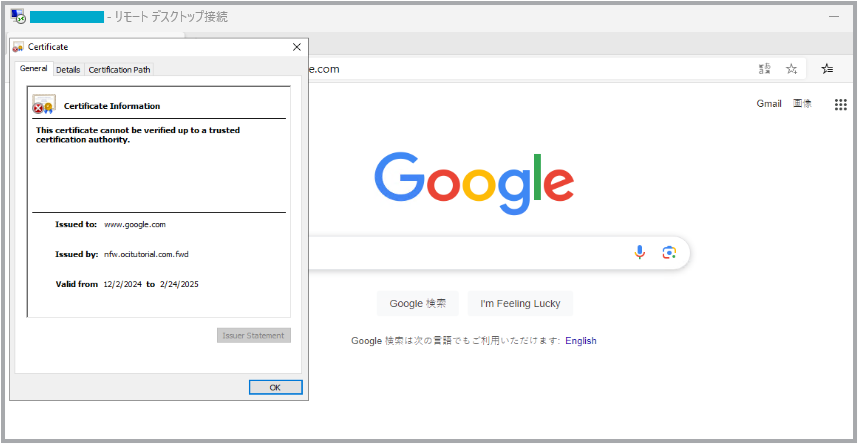 - リモート デスクトップ接続
Certificate
General Details Certification Path
Certificate Information
This certificate cannot be verified up to a trusted
certification authority.
Issued to: www.google.com
Issued by: nfw.ocitutorial.com.fwd
Valid from 12/2/2024 to 2/24/2025
Issuer Statement
OK
e.com
Gmail 画像
Google
Google 検索 I'm Feeling Lucky
Google 検索は次の言語でもご利用いただけます: English